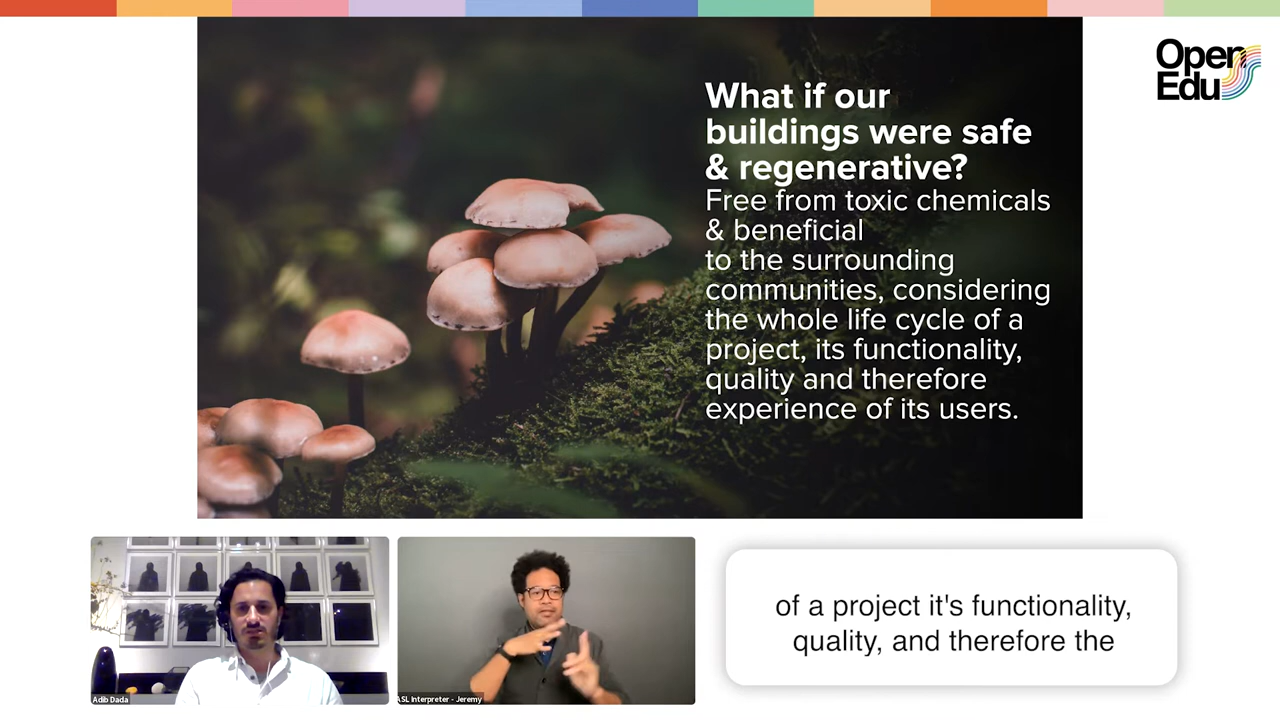 Open
Edu
What if our
buildings were safe
& regenerative?
Free from toxic chemicals
& beneficial
to the surrounding
communities, considering
the whole life cycle of a
project, its functionality,
quality and therefore
experience of its users.
Adib Dada
ASL Interpreter - Jeremy
of a project it's functionality,
quality, and therefore the